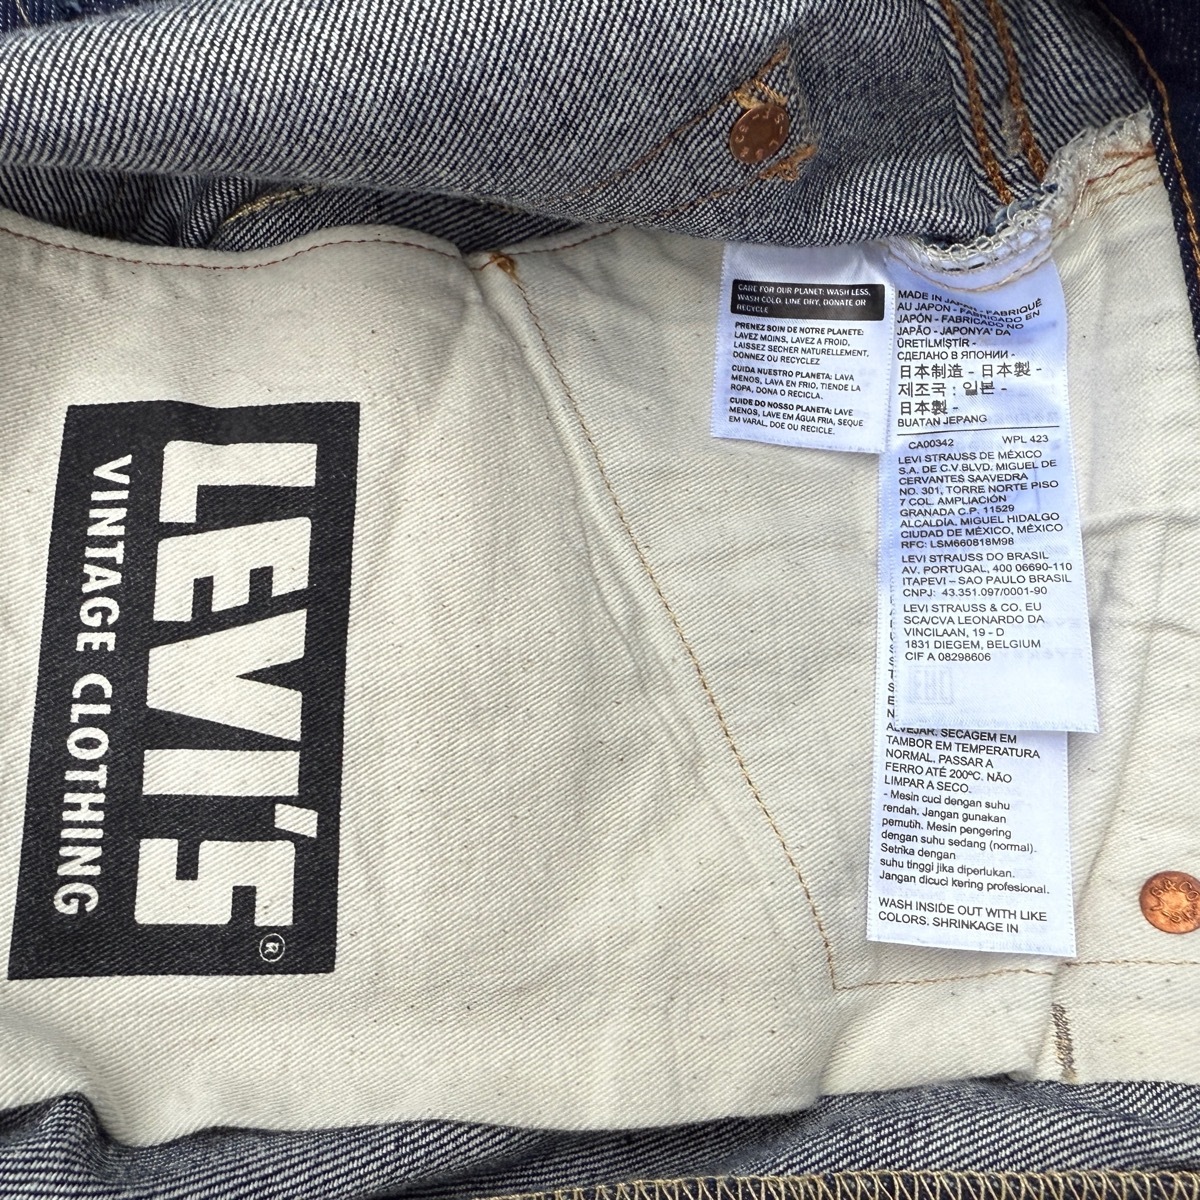 LEVI'S®
VINTAGE CLOTHING
CARE FOR OUR PLANET: WASH LESS,
WASH COLD, LINE DRY, DONATE OR
RECYCLE
PRENEZ SOIN DE NOTRE PLANETE:
LAVEZ MOINS, LAVEZ A FROID,
LAISSEZ SECHER NATURELLEMENT,
DONNEZ OU RECYCLEZ
CUIDA NUESTRO PLANETA: LAVA
MENOS, LAVA EN FRIO, TIENDE LA
ROPA, DONA O RECICLA.
CUIDE DO NOSSO PLANETA: LAVE
MENOS, LAVE EM ÁGUA FRIA, SEQUE
EM VARAL, DOE OU RECICLE.
MADE IN JAPAN - FABRIQUÉ
AU JAPON - FABRICADO EN
JAPÓN - FABRICADO NO
JAPÃO - JAPONYA' DA
ÜRETİLMİŞTİR -
СДЕЛАНО В ЯПОНИИ -
日本制造 - 日本製 -
제조국 : 일본 -
日本製 -
BUATAN JEPANG
CA00342 WPL 423
LEVI STRAUSS DE MÉXICO
S.A. DE C.V.BLVD. MIGUEL DE
CERVANTES SAAVEDRA
NO. 301, TORRE NORTE PISO
7 COL. AMPLIACIÓN
GRANADA C.P. 11529
ALCALDÍA. MIGUEL HIDALGO
CIUDAD DE MÉXICO, MÉXICO
RFC: LSM660818M98
LEVI STRAUSS DO BRASIL
AV. PORTUGAL, 400 06690-110
ITAPEVI – SAO PAULO BRASIL
CNPJ: 43.351.097/0001-90
LEVI STRAUSS & CO. EU
SCA/CVA LEONARDO DA
VINCILAAN, 19 - D
1831 DIEGEM, BELGIUM
CIF A 08298606
EAC
ALVEJAR. SECAGEM EM
TAMBOR EM TEMPERATURA
NORMAL. PASSAR A
FERRO ATÉ 200ºC. NÃO
LIMPAR A SECO.
- Mesin cuci dengan suhu
rendah. Jangan gunakan
pemutih. Mesin pengering
dengan suhu sedang (normal).
Setrika dengan
suhu tinggi jika diperlukan.
Jangan dicuci kering profesional.
WASH INSIDE OUT WITH LIKE
COLORS. SHRINKAGE IN